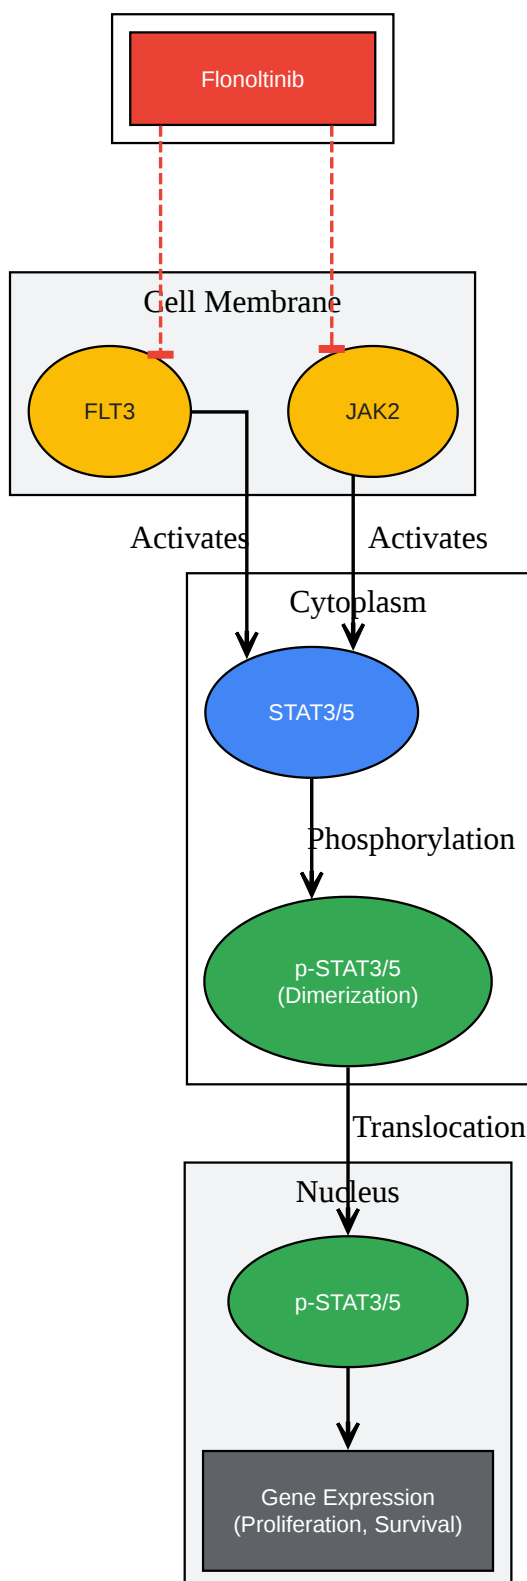 Flonoltinib
Cell Membrane
FLT3
JAK2
Activates
Activates
Cytoplasm
STAT3/5
Phosphorylation
p-STAT3/5
(Dimerization)
Translocation
Nucleus
p-STAT3/5
Gene Expression
(Proliferation, Survival)